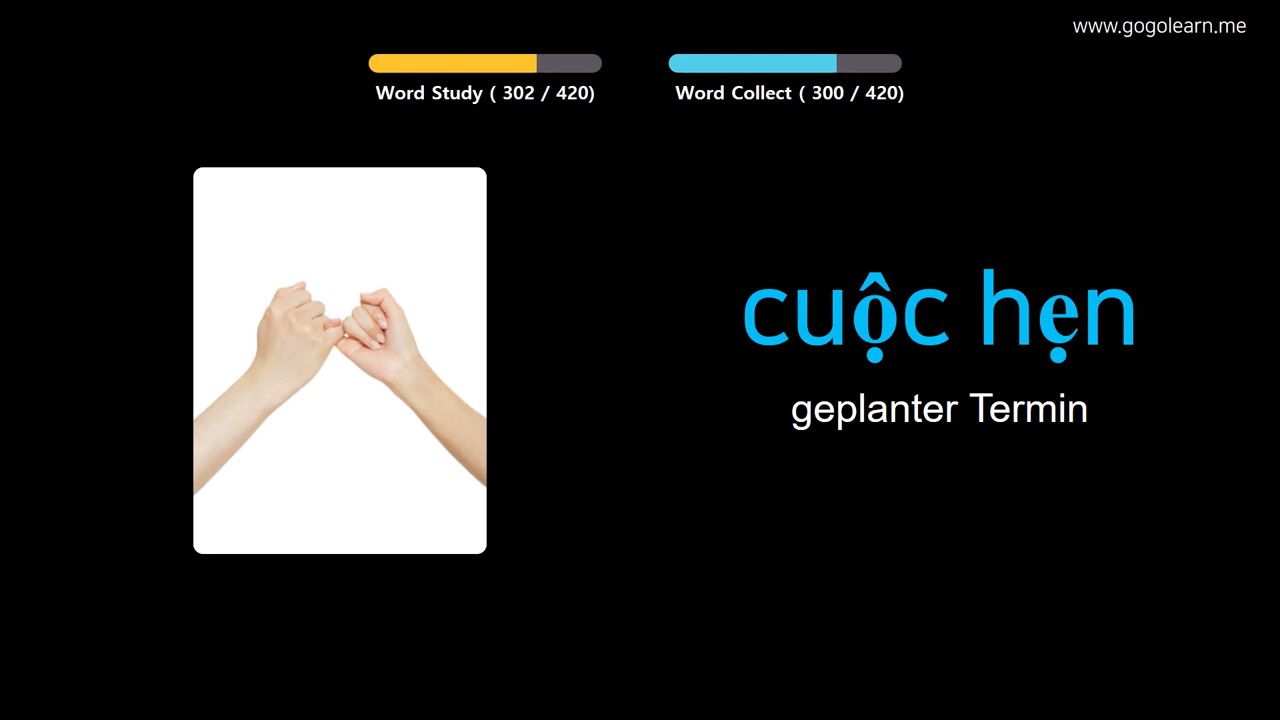 www.gogolearn.me
Word Study ( 302 / 420)
Word Collect ( 300 / 420)
cuộc hẹn
geplanter Termin